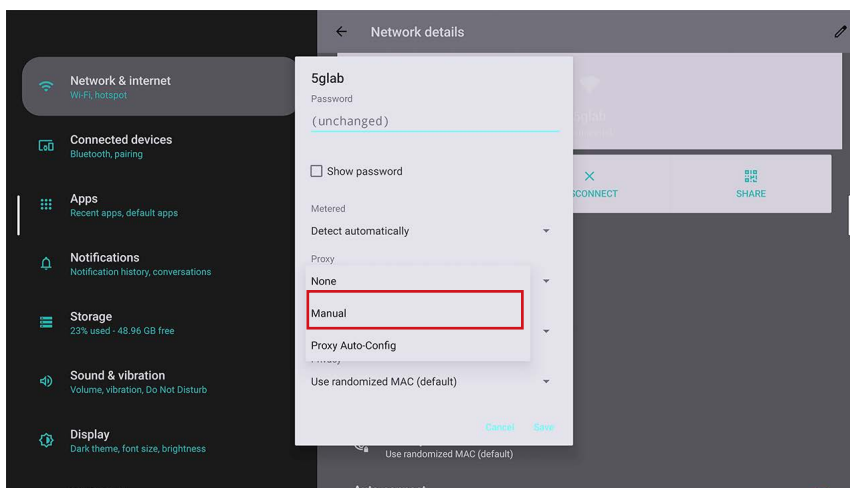 Network details
Network & internet
Wi-Fi, hotspot
Connected devices
Bluetooth, pairing
Apps
Recent apps, default apps
Notifications
Notification history, conversations
Storage
23% used - 48.96 GB free
Sound & vibration
Volume, vibration, Do Not Disturb
Display
Dark theme, font size, brightness
5glab
Password
(unchanged)
Show password
Metered
Detect automatically
Proxy
None
Manual
Proxy Auto-Config
Privacy
Use randomized MAC (default)
Cancel
Save
5glab
SCONNECT
SHARE
Use randomized MAC (default)